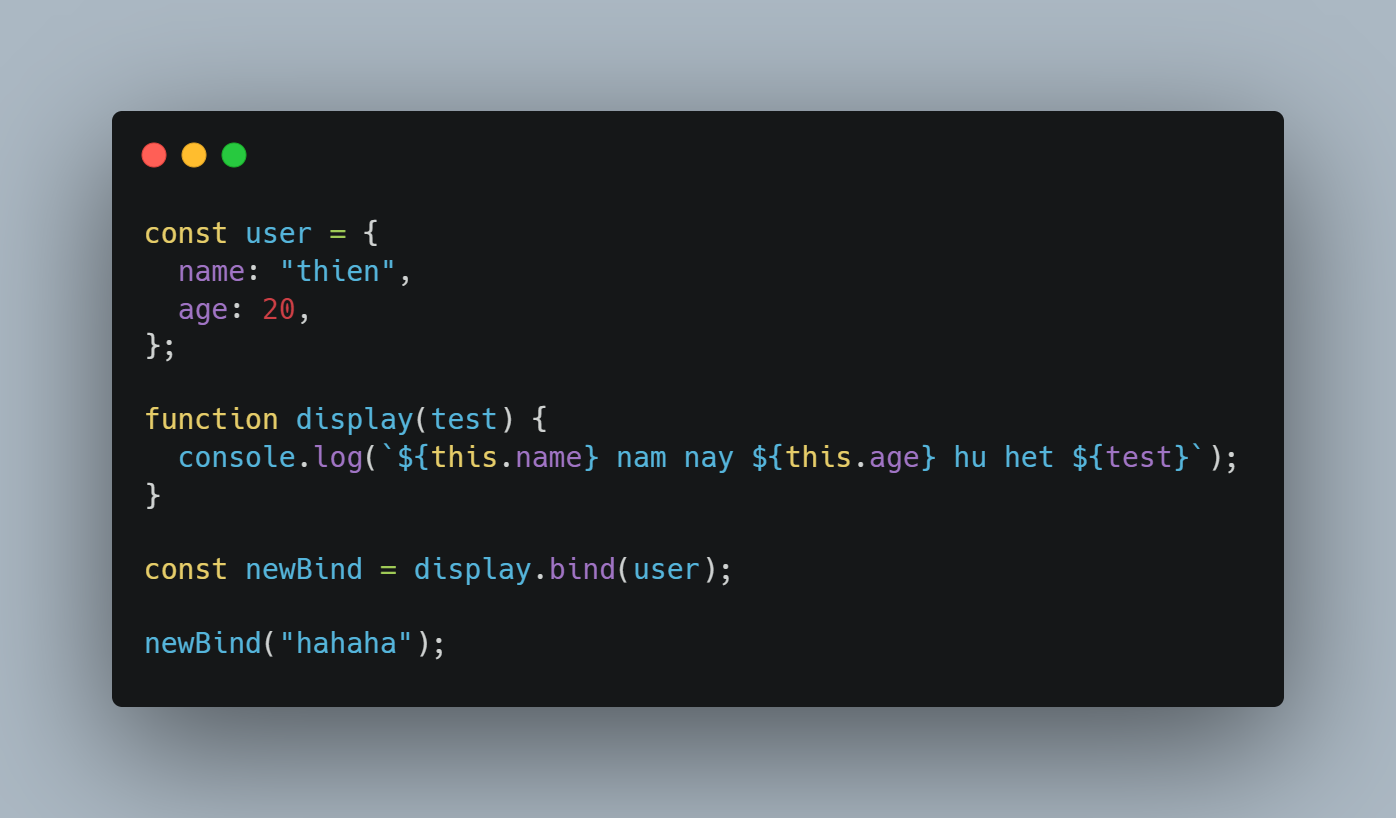 const user = {
  name: "thien",
  age: 20,
};
function display(test) {
  console.log(`${this.name} nam nay ${this.age} hu het ${test}`);
}
const newBind = display.bind(user);
newBind("hahaha");